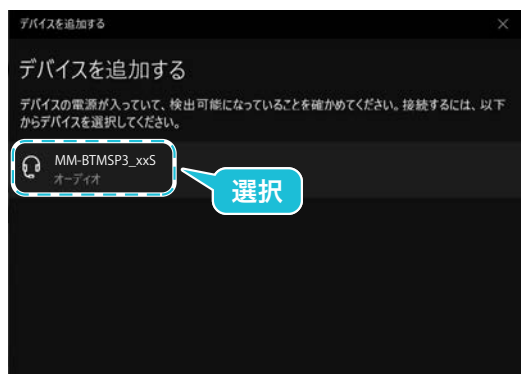 デバイスを追加する
デバイスを追加する
デバイスの電源が入っていて、検出可能になっていることを確かめてください。接続するには、以下
からデバイスを選択してください。
MM-BTMSP3_xxS
オーディオ
選択